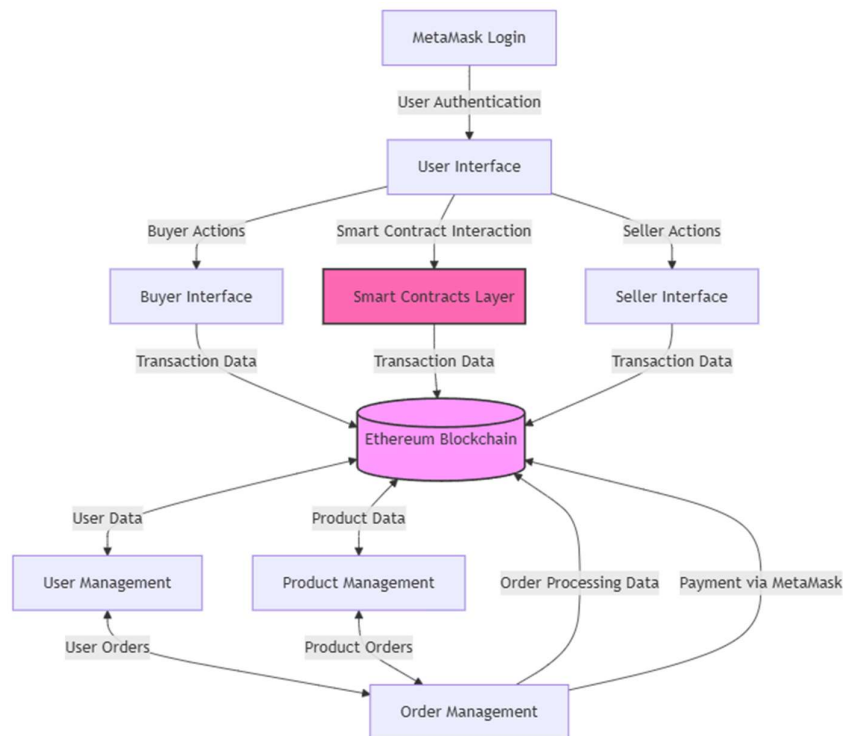 MetaMask Login
User Authentication
User Interface
Buyer Actions
Smart Contract Interaction
Seller Actions
Buyer Interface
Smart Contracts Layer
Seller Interface
Transaction Data
Transaction Data
Transaction Data
Ethereum Blockchain
User Data
Product Data
User Management
Product Management
Order Processing Data
Payment via MetaMask
User Orders
Product Orders
Order Management